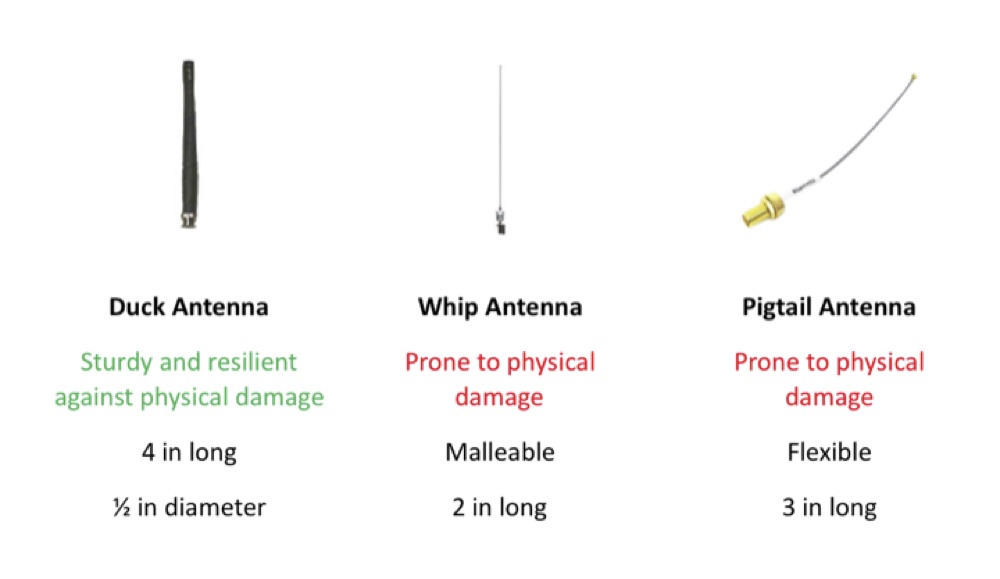 Duck Antenna
Whip Antenna
Pigtail Antenna
Sturdy and resilient
against physical damage
Prone to physical
damage
Prone to physical
damage
4 in long
Malleable
Flexible
½ in diameter
2 in long
3 in long